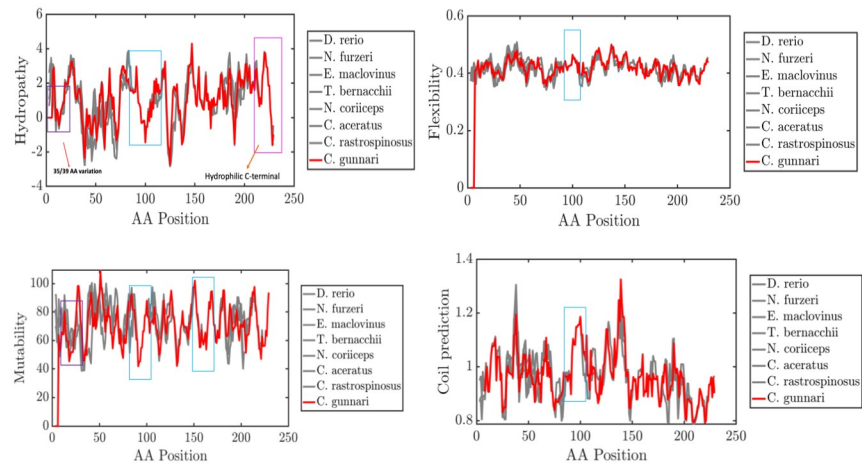 Hydropathy
6
4
2
0
-2
-4
0 50 100 150 200 250
AA Position
35/39 AA variation
Hydrophilic C-terminal
D. rerio
N. furzeri
E. maclovinus
T. bernacchii
N. coriiceps
C. aceratus
C. rastrospinosus
C. gunnari
Flexibility
0.6
0.4
0.2
0
0 50 100 150 200 250
AA Position
D. rerio
N. furzeri
E. maclovinus
T. bernacchii
N. coriiceps
C. aceratus
C. rastrospinosus
C. gunnari
Mutability
100
80
60
40
20
0
0 50 100 150 200 250
AA Position
D. rerio
N. furzeri
E. maclovinus
T. bernacchii
N. coriiceps
C. aceratus
C. rastrospinosus
C. gunnari
Coil prediction
1.4
1.2
1
0.8
0 50 100 150 200 250
AA Position
D. rerio
N. furzeri
E. maclovinus
T. bernacchii
N. coriiceps
C. aceratus
C. rastrospinosus
C. gunnari